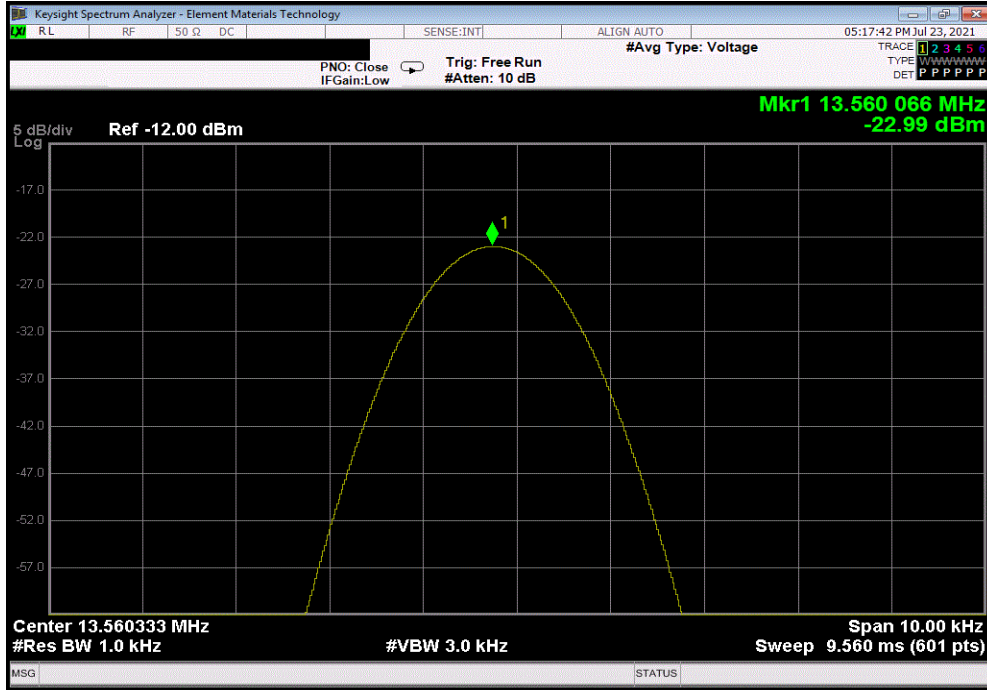 Keysight Spectrum Analyzer - Element Materials Technology
LXI RL RF 50 Ω DC SENSE:INT ALIGN AUTO 05:17:42 PM Jul 23, 2021
#Avg Type: Voltage TRACE 1 2 3 4 5 6
PNO: Close Trig: Free Run TYPE WWWWWW
IFGain:Low #Atten: 10 dB DET P P P P P P
Mkr1 13.560 066 MHz
5 dB/div Ref -12.00 dBm -22.99 dBm
Log
-17.0
1
-22.0
-27.0
-32.0
-37.0
-42.0
-47.0
-52.0
-57.0
Center 13.560333 MHz Span 10.00 kHz
#Res BW 1.0 kHz #VBW 3.0 kHz Sweep 9.560 ms (601 pts)
MSG STATUS